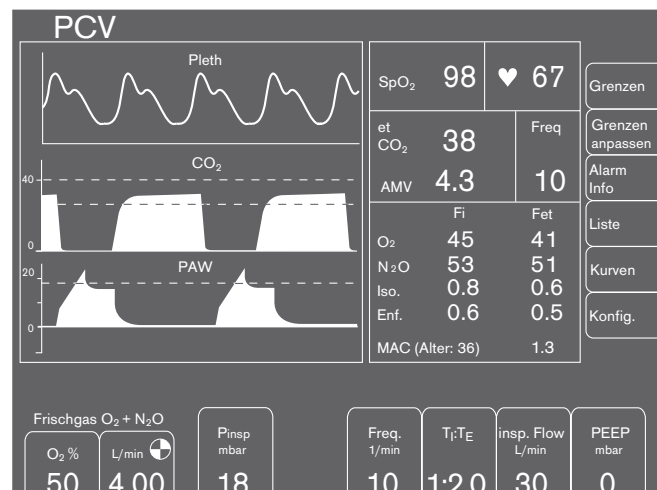 PCV
Pleth
CO₂
40
0
PAW
20
0
SpO₂ 98 ♥ 67
et CO₂ 38
Freq
AMV 4.3 10
Fi Fet
O₂ 45 41
N₂O 53 51
Iso. 0.8 0.6
Enf. 0.6 0.5
MAC (Alter: 36) 1.3
Grenzen
Grenzen
anpassen
Alarm
Info
Liste
Kurven
Konfig.
Frischgas O₂ + N₂O
O₂ %
50
L/min
4.00
Pinsp
mbar
18
Freq.
1/min
10
TI:TE
1:2.0
insp. Flow
L/min
30
PEEP
mbar
0